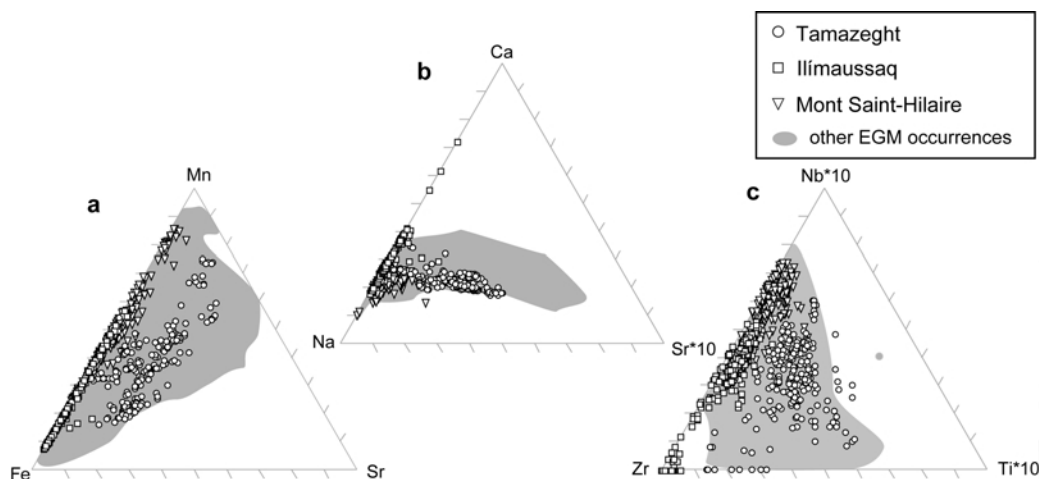 Tamazeght
Ilímaussaq
Mont Saint-Hilaire
other EGM occurrences
a
Mn
Fe
Sr
b
Ca
Na
Sr*10
c
Nb*10
Zr
Ti*10